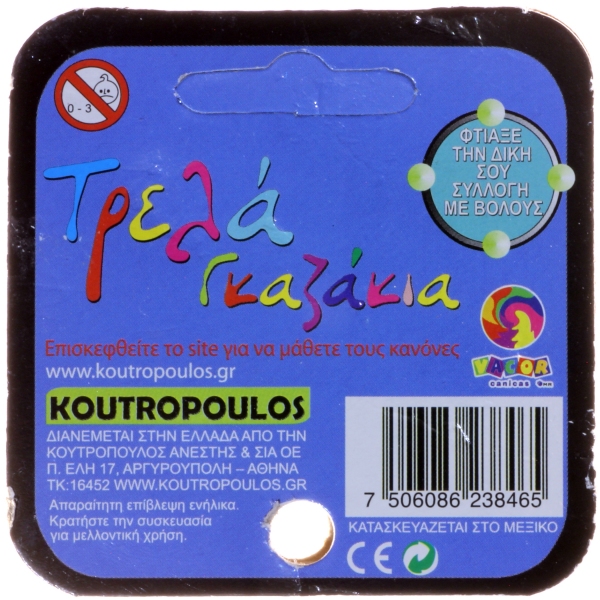 0 - 3
ΦΤΙΑΞΕ
ΤΗΝ ΔΙΚΗ
ΣΟΥ
ΣΥΛΛΟΓΗ
ΜΕ ΒΟΛΟΥΣ
Τρελά
γκαζάκια
VACOR
canicas
Επισκεφθείτε το site για να μάθετε τους κανόνες
www.koutropoulos.gr
KOUTROPOULOS
ΔΙΑΝΕΜΕΤΑΙ ΣΤΗΝ ΕΛΛΑΔΑ ΑΠΟ ΤΗΝ
ΚΟΥΤΡΟΠΟΥΛΟΣ ΑΝΕΣΤΗΣ & ΣΙΑ ΟΕ
Π. ΕΛΗ 17, ΑΡΓΥΡΟΥΠΟΛΗ – ΑΘΗΝΑ
ΤΚ:16452 WWW.KOUTROPOULOS.GR
Απαραίτητη επίβλεψη ενήλικα.
Κρατήστε την συσκευασία
για μελλοντική χρήση.
7 506086 238465
ΚΑΤΑΣΚΕΥΑΖΕΤΑΙ ΣΤΟ ΜΕΞΙΚΟ
CE